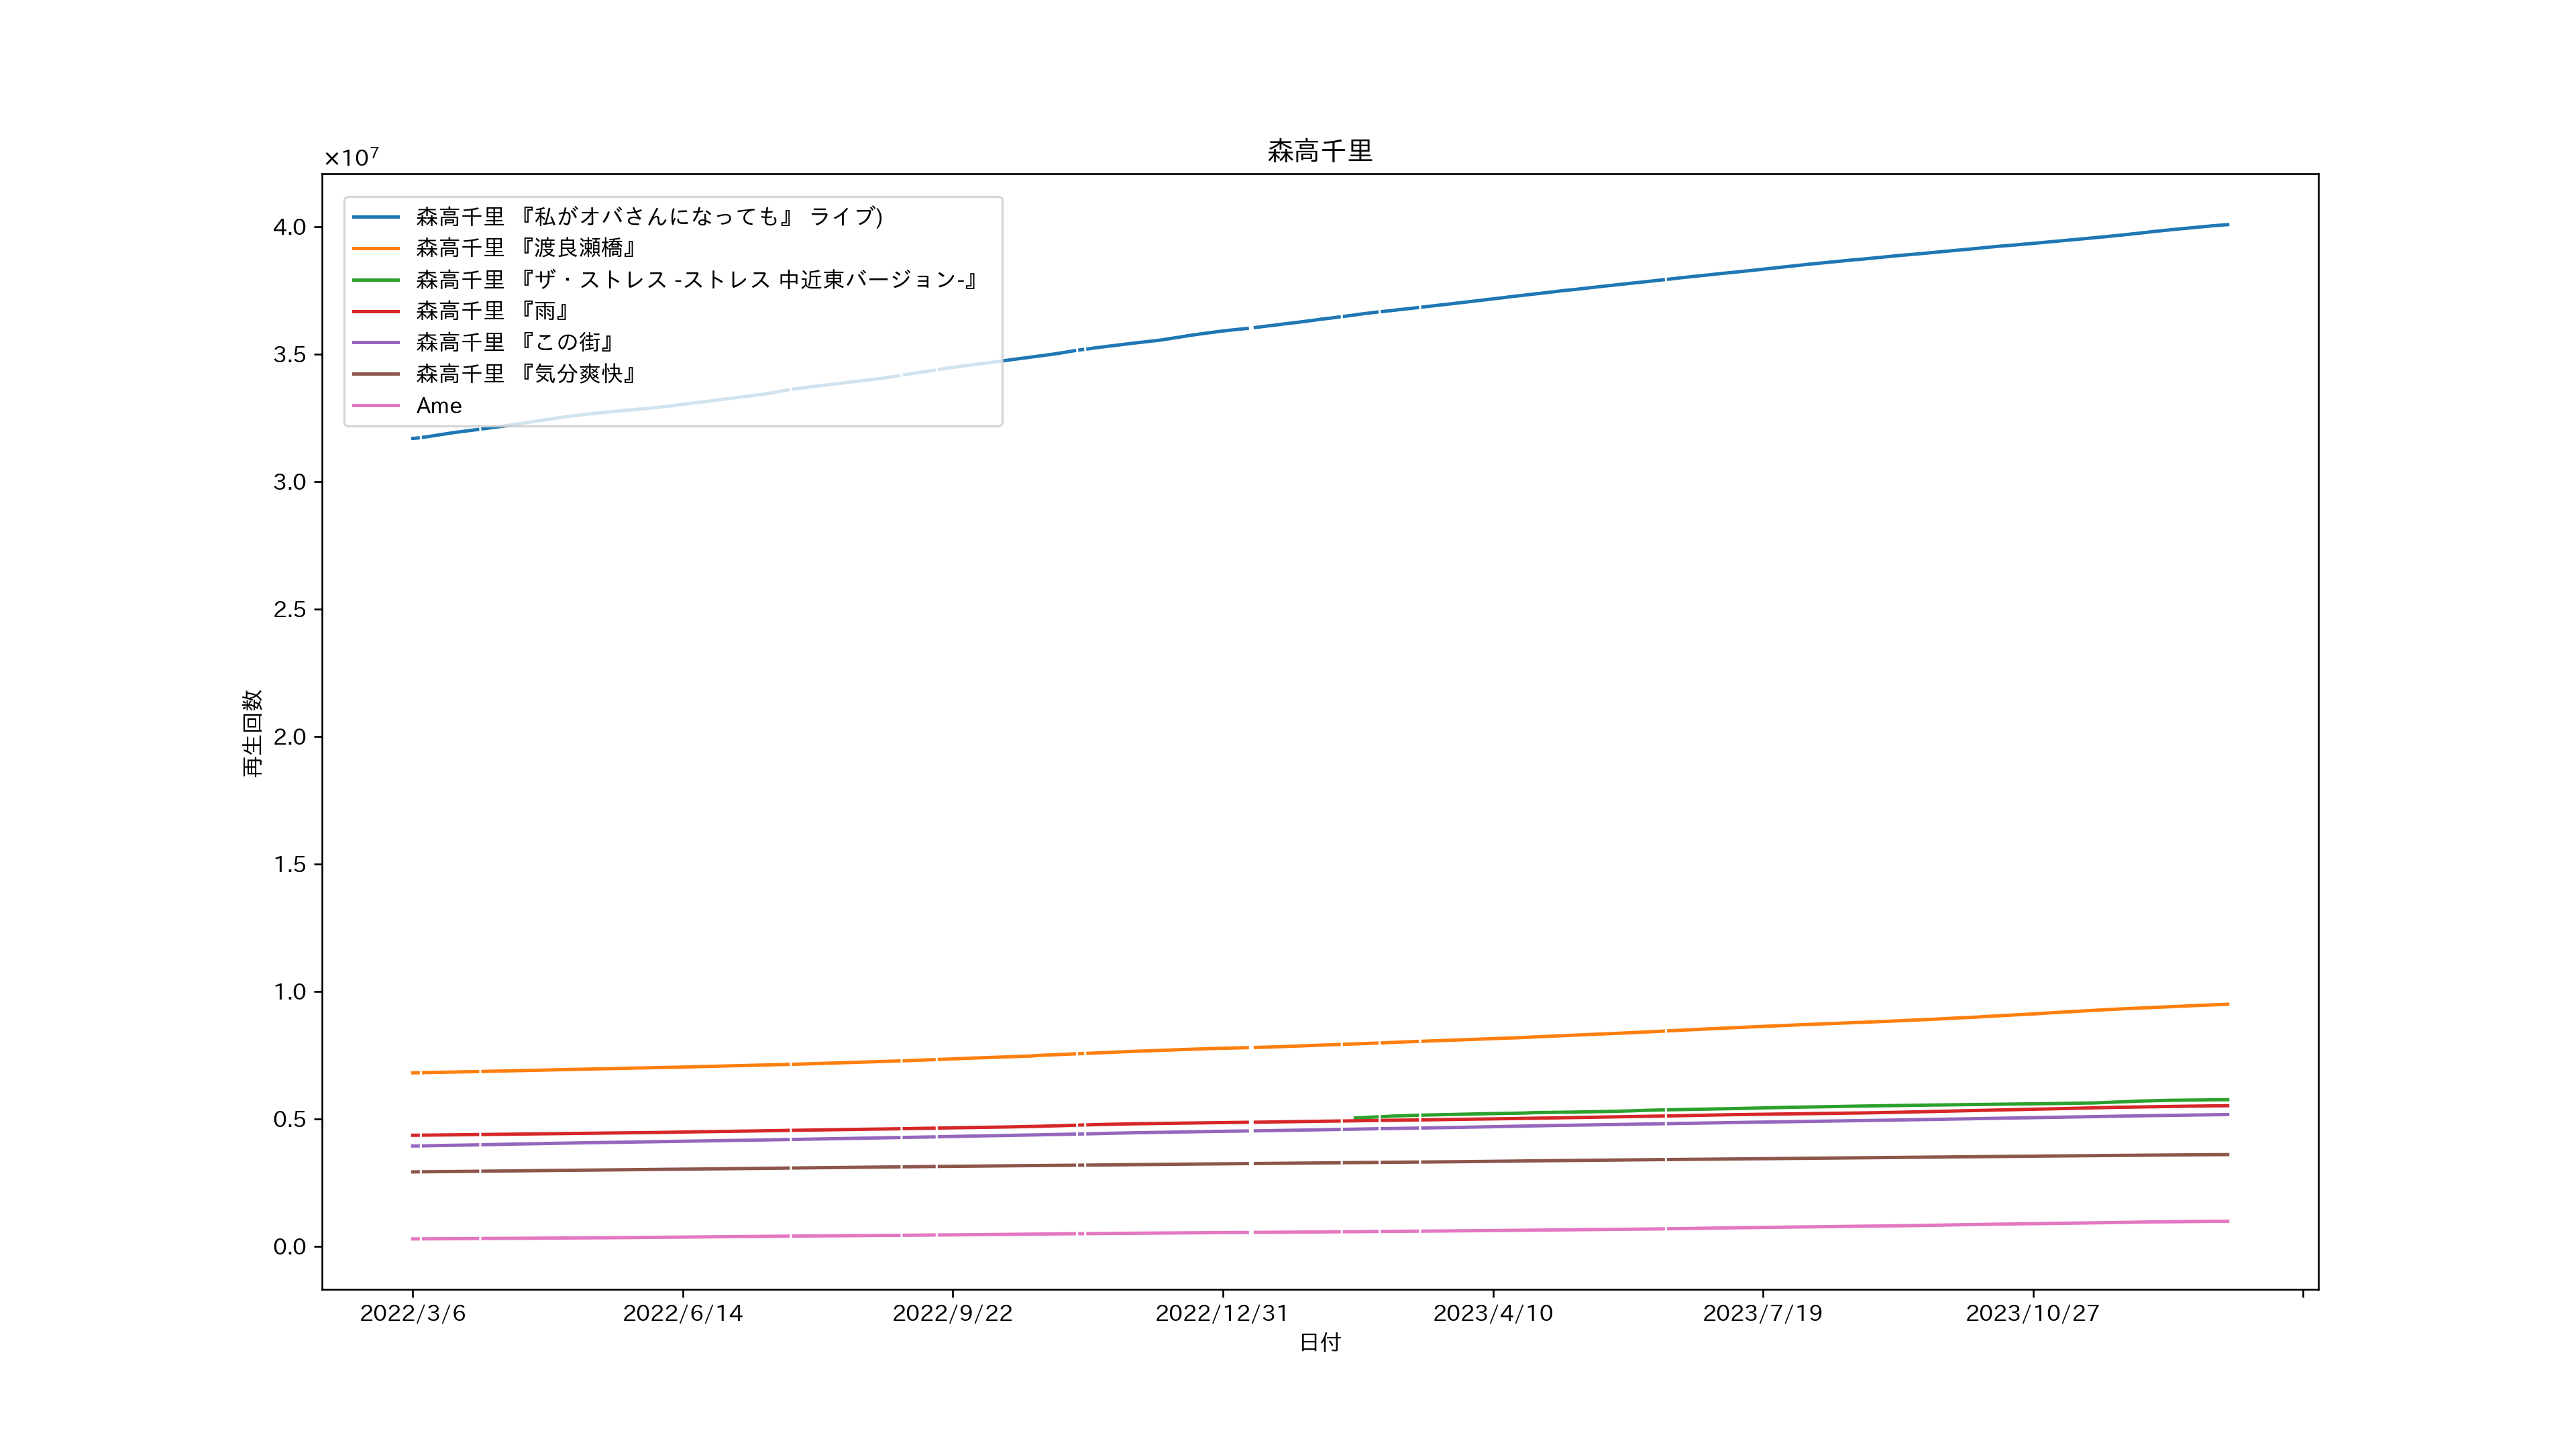 森高千里
×10⁷
森高千里 『私がオバさんになっても』 ライブ)
森高千里 『渡良瀬橋』
森高千里 『ザ・ストレス -ストレス 中近東バージョン-』
森高千里 『雨』
森高千里 『この街』
森高千里 『気分爽快』
Ame
4.0
3.5
3.0
2.5
2.0
1.5
1.0
0.5
0.0
再生回数
2022/3/6
2022/6/14
2022/9/22
2022/12/31
2023/4/10
2023/7/19
2023/10/27
日付